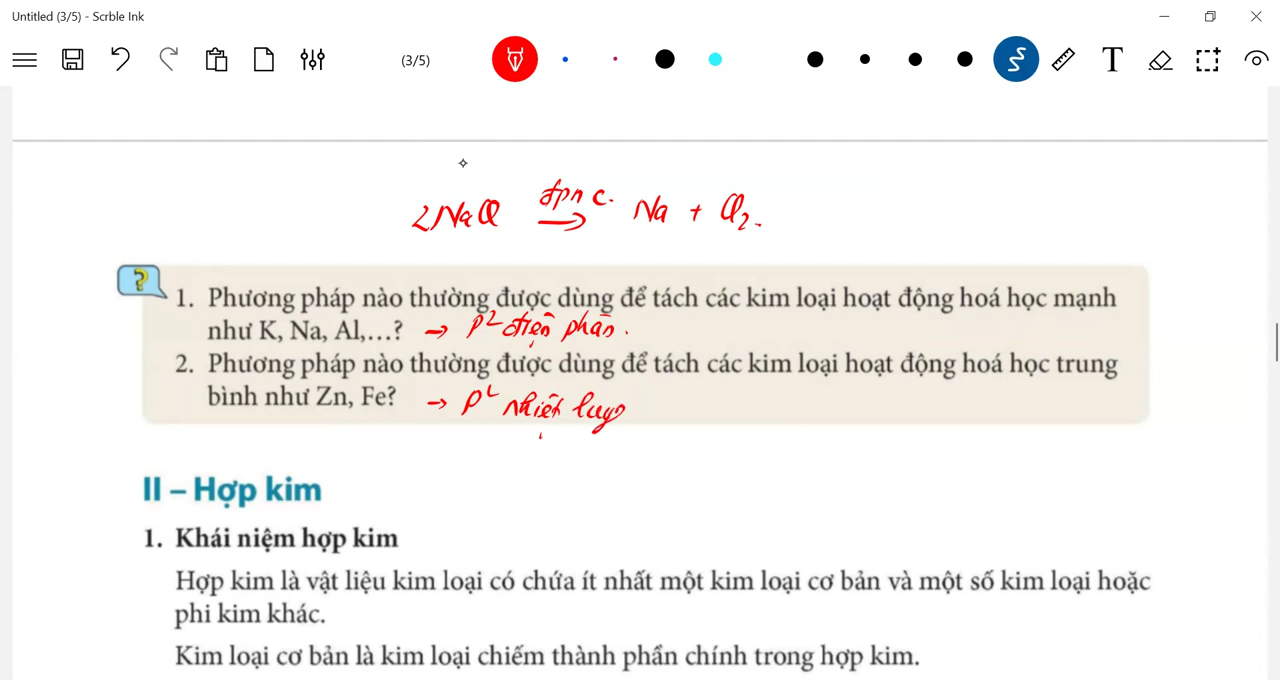 Untitled (3/5) - Scrble Ink
(3/5)
T
đpnc.
2NaCl → Na + Cl₂.
?
1. Phương pháp nào thường được dùng để tách các kim loại hoạt động hoá học mạnh
như K, Na, Al,...? → P² điện phân.
2. Phương pháp nào thường được dùng để tách các kim loại hoạt động hoá học trung
bình như Zn, Fe? → P² nhiệt luyện
II – Hợp kim
1. Khái niệm hợp kim
Hợp kim là vật liệu kim loại có chứa ít nhất một kim loại cơ bản và một số kim loại hoặc
phi kim khác.
Kim loại cơ bản là kim loại chiếm thành phần chính trong hợp kim.